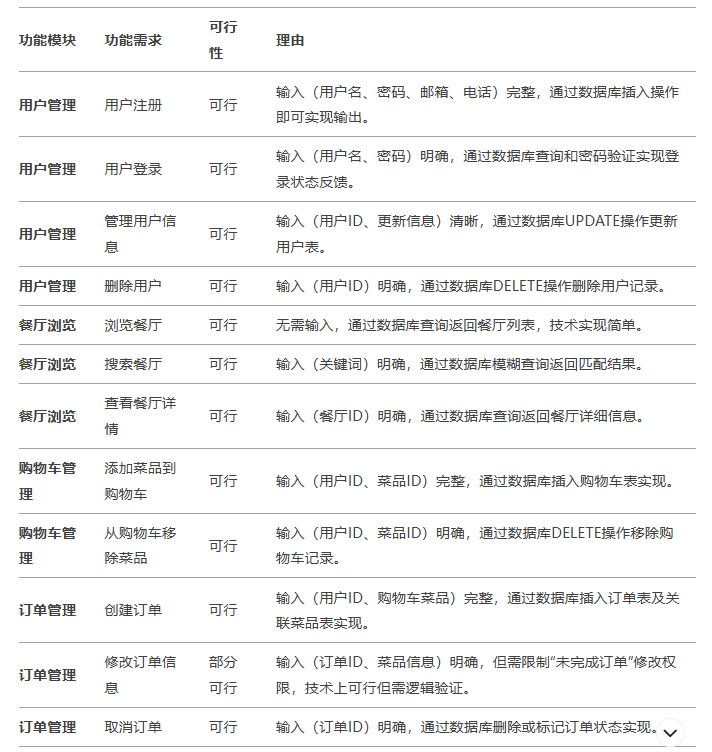 功能模块 功能需求 可行性 理由
用户管理 用户注册 可行 输入（用户名、密码、邮箱、电话）完整，通过数据库插入操作
即可实现输出。
用户管理 用户登录 可行 输入（用户名、密码）明确，通过数据库查询和密码验证实现登
录状态反馈。
用户管理 管理用户信息 可行 输入（用户ID、更新信息）清晰，通过数据库UPDATE操作更新
用户表。
用户管理 删除用户 可行 输入（用户ID）明确，通过数据库DELETE操作删除用户记录。
餐厅浏览 浏览餐厅 可行 无需输入，通过数据库查询返回餐厅列表，技术实现简单。
餐厅浏览 搜索餐厅 可行 输入（关键词）明确，通过数据库模糊查询返回匹配结果。
餐厅浏览 查看餐厅详情 可行 输入（餐厅ID）明确，通过数据库查询返回餐厅详细信息。
购物车管理 添加菜品到购物车 可行 输入（用户ID、菜品ID）完整，通过数据库插入购物车表实现。
购物车管理 从购物车移除菜品 可行 输入（用户ID、菜品ID）明确，通过数据库DELETE操作移除购
物车记录。
订单管理 创建订单 可行 输入（用户ID、购物车菜品）完整，通过数据库插入订单表及关
联菜品表实现。
订单管理 修改订单信息 部分可行 输入（订单ID、菜品信息）明确，但需限制“未完成订单”修改权
限，技术上可行但需逻辑验证。
订单管理 取消订单 可行 输入（订单ID）明确，通过数据库删除或标记订单状态实现。